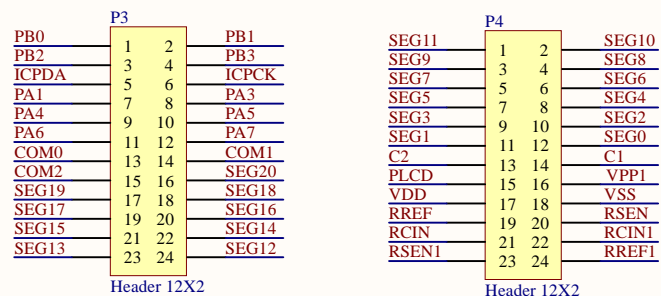 P3
PB0 1 2 PB1
PB2 3 4 PB3
ICPDA 5 6 ICPCK
PA1 7 8 PA3
PA4 9 10 PA5
PA6 11 12 PA7
COM0 13 14 COM1
COM2 15 16 SEG20
SEG19 17 18 SEG18
SEG17 19 20 SEG16
SEG15 21 22 SEG14
SEG13 23 24 SEG12
Header 12X2
P4
SEG11 1 2 SEG10
SEG9 3 4 SEG8
SEG7 5 6 SEG6
SEG5 7 8 SEG4
SEG3 9 10 SEG2
SEG1 11 12 SEG0
C2 13 14 C1
PLCD 15 16 VPP1
VDD 17 18 VSS
RREF 19 20 RSEN
RCIN 21 22 RCIN1
RSEN1 23 24 RREF1
Header 12X2